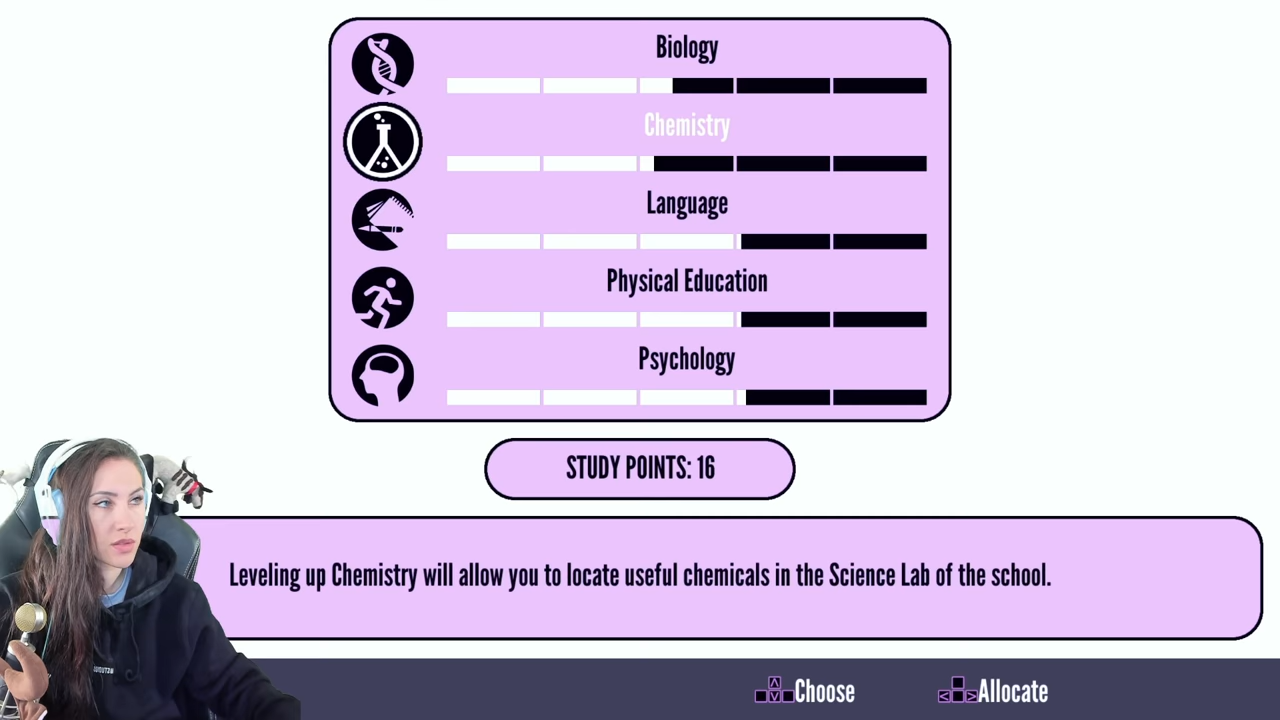 Biology
Chemistry
Language
Physical Education
Psychology
STUDY POINTS: 16
Leveling up Chemistry will allow you to locate useful chemicals in the Science Lab of the school.
Choose
Allocate